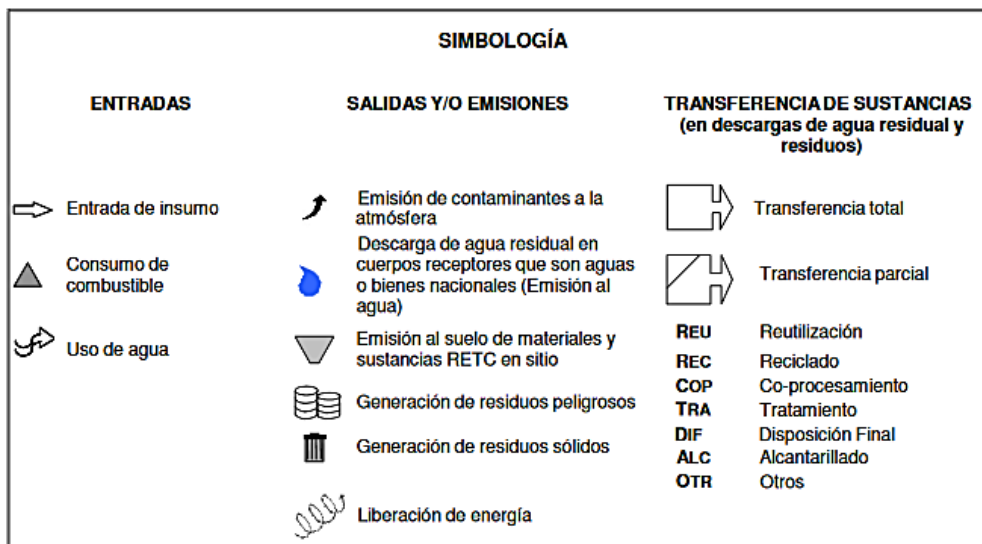 SIMBOLOGÍA
ENTRADAS
Entrada de insumo
Consumo de
combustible
Uso de agua
SALIDAS Y/O EMISIONES
Emisión de contaminantes a la
atmósfera
Descarga de agua residual en
cuerpos receptores que son aguas
o bienes nacionales (Emisión al
agua)
Emisión al suelo de materiales y
sustancias RETC en sitio
Generación de residuos peligrosos
Generación de residuos sólidos
Liberación de energía
TRANSFERENCIA DE SUSTANCIAS
(en descargas de agua residual y
residuos)
Transferencia total
Transferencia parcial
REU Reutilización
REC Reciclado
COP Co-procesamiento
TRA Tratamiento
DIF Disposición Final
ALC Alcantarillado
OTR Otros